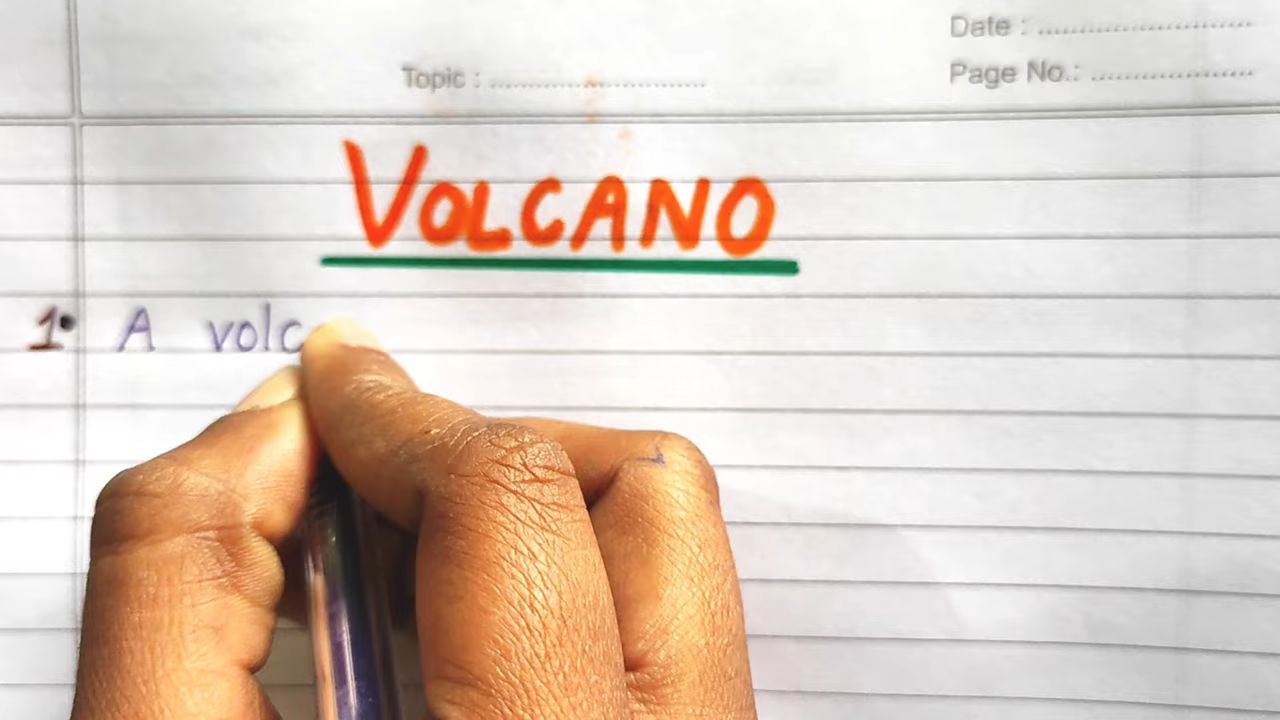 Date : ..............................
Topic : ..............................
Page No.: ......................
VOLCANO
1. A volc